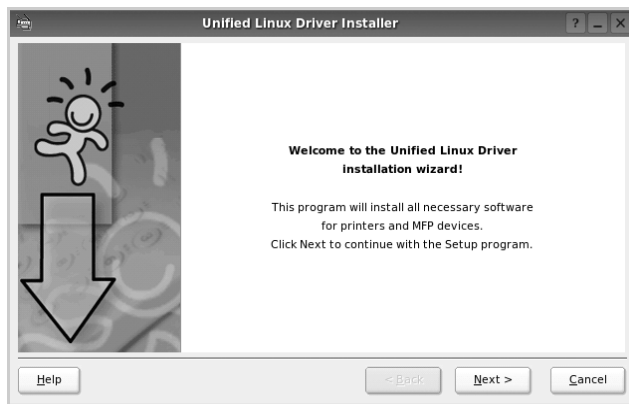 Unified Linux Driver Installer
Welcome to the Unified Linux Driver
installation wizard!
This program will install all necessary software
for printers and MFP devices.
Click Next to continue with the Setup program.
Help
< Back
Next >
Cancel